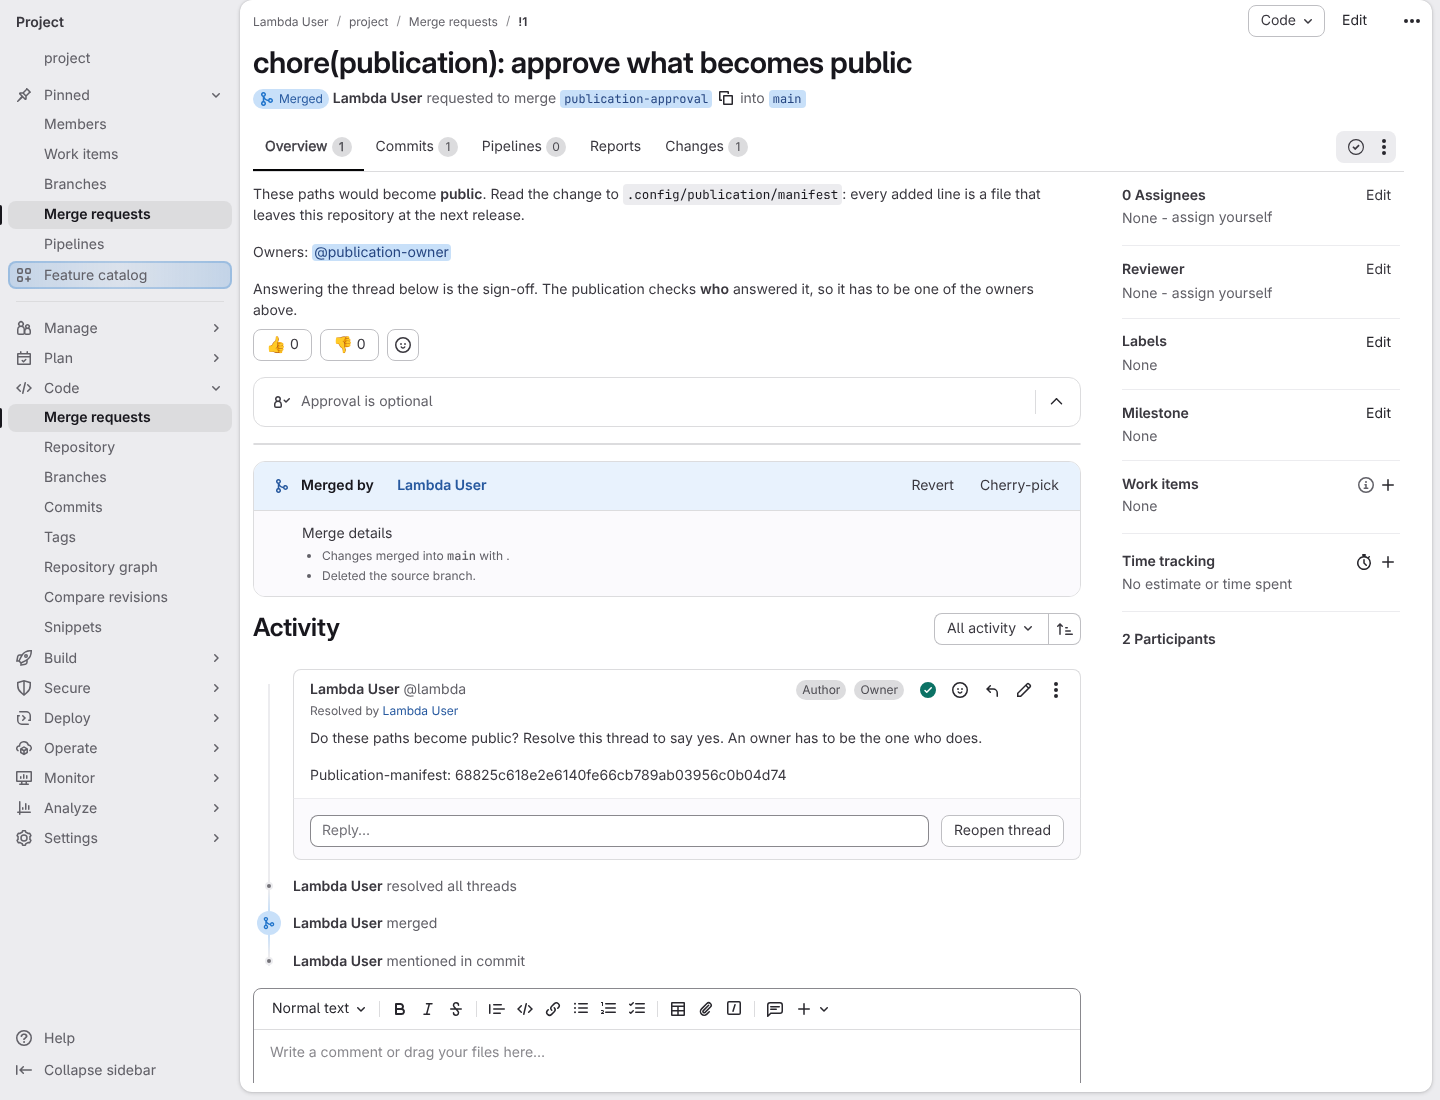 Project
project
Pinned
Members
Work items
Branches
Merge requests
Pipelines
Feature catalog
Manage
Plan
Code
Merge requests
Repository
Branches
Commits
Tags
Repository graph
Compare revisions
Snippets
Build
Secure
Deploy
Operate
Monitor
Analyze
Settings
Help
Collapse sidebar
Lambda User / project / Merge requests / !1
Code
Edit
chore(publication): approve what becomes public
Merged Lambda User requested to merge publication-approval into main
Overview 1
Commits 1
Pipelines 0
Reports
Changes 1
These paths would become public. Read the change to .config/publication/manifest: every added line is a file that
leaves this repository at the next release.
Owners: @publication-owner
Answering the thread below is the sign-off. The publication checks who answered it, so it has to be one of the owners
above.
👍 0
👎 0
Approval is optional
Merged by Lambda User
Revert
Cherry-pick
Merge details
• Changes merged into main with .
• Deleted the source branch.
Activity
All activity
Lambda User @lambda
Author
Owner
Resolved by Lambda User
Do these paths become public? Resolve this thread to say yes. An owner has to be the one who does.
Publication-manifest: 68825c618e2e6140fe66cb789ab03956c0b04d74
Reply...
Reopen thread
Lambda User resolved all threads
Lambda User merged
Lambda User mentioned in commit
Normal text
Write a comment or drag your files here...
0 Assignees
Edit
None - assign yourself
Reviewer
Edit
None - assign yourself
Labels
Edit
None
Milestone
Edit
None
Work items
None
Time tracking
No estimate or time spent
2 Participants